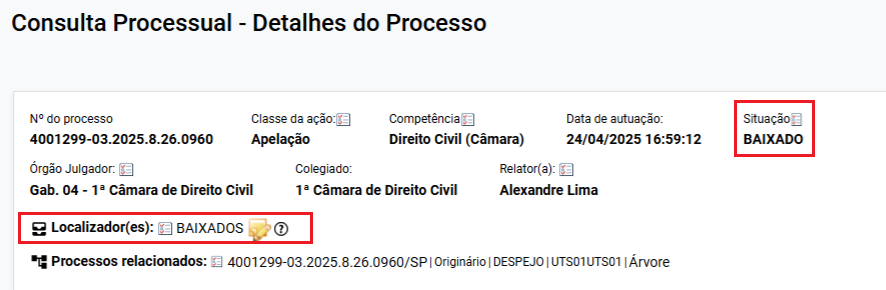 Consulta Processual - Detalhes do Processo
Nº do processo Classe da ação: Competência Data de autuação: Situação
4001299-03.2025.8.26.0960 Apelação Direito Civil (Câmara) 24/04/2025 16:59:12 BAIXADO
Órgão Julgador: Colegiado: Relator(a):
Gab. 04 - 1ª Câmara de Direito Civil 1ª Câmara de Direito Civil Alexandre Lima
Localizador(es): BAIXADOS ?
Processos relacionados: 4001299-03.2025.8.26.0960/SP | Originário | DESPEJO | UTS01UTS01 | Árvore